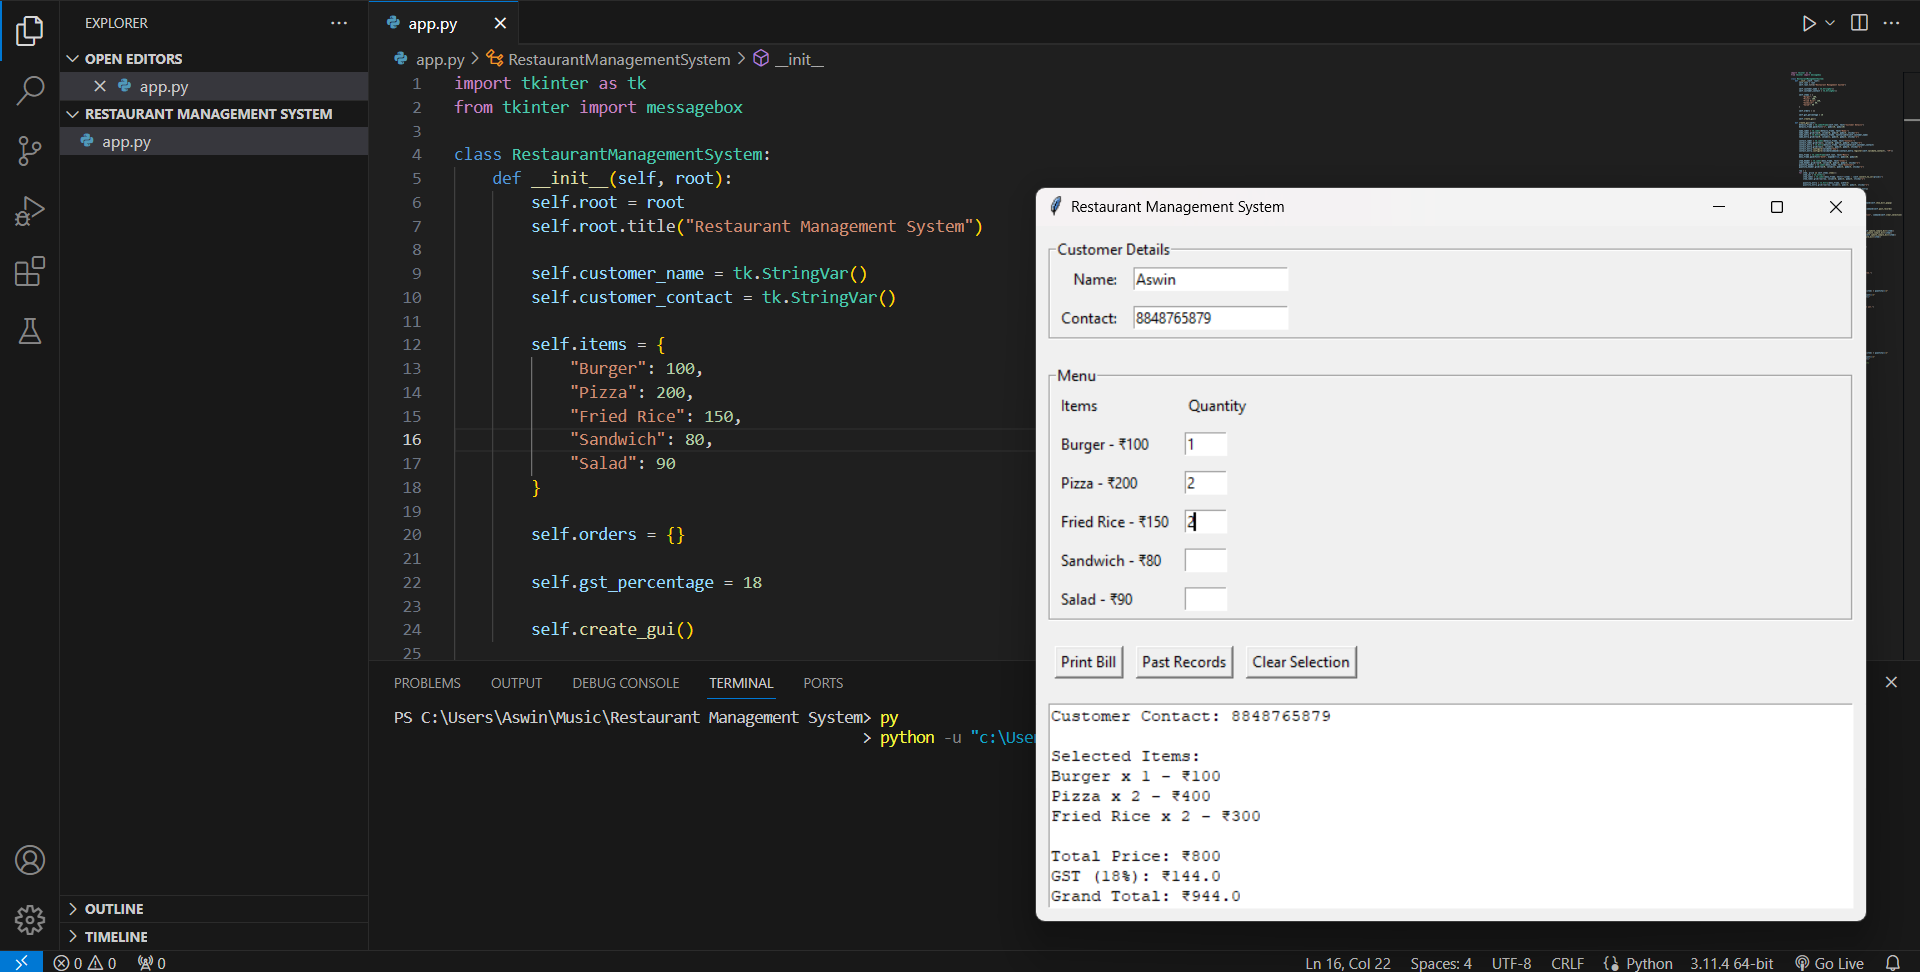 EXPLORER
OPEN EDITORS
app.py
RESTAURANT MANAGEMENT SYSTEM
app.py
OUTLINE
TIMELINE
app.py
app.py > RestaurantManagementSystem > __init__
1 import tkinter as tk
2 from tkinter import messagebox
3
4 class RestaurantManagementSystem:
5 def __init__(self, root):
6 self.root = root
7 self.root.title("Restaurant Management System")
8
9 self.customer_name = tk.StringVar()
10 self.customer_contact = tk.StringVar()
11
12 self.items = {
13 "Burger": 100,
14 "Pizza": 200,
15 "Fried Rice": 150,
16 "Sandwich": 80,
17 "Salad": 90
18 }
19
20 self.orders = {}
21
22 self.gst_percentage = 18
23
24 self.create_gui()
25
PROBLEMS OUTPUT DEBUG CONSOLE TERMINAL PORTS
PS C:\Users\Aswin\Music\Restaurant Management System> py
> python -u "c:\Use
Restaurant Management System
Customer Details
Name: Aswin
Contact: 8848765879
Menu
Items Quantity
Burger - ₹100 1
Pizza - ₹200 2
Fried Rice - ₹150 2
Sandwich - ₹80
Salad - ₹90
Print Bill Past Records Clear Selection
Customer Contact: 8848765879
Selected Items:
Burger x 1 - ₹100
Pizza x 2 - ₹400
Fried Rice x 2 - ₹300
Total Price: ₹800
GST (18%): ₹144.0
Grand Total: ₹944.0
0 0 0
Ln 16, Col 22 Spaces: 4 UTF-8 CRLF Python 3.11.4 64-bit Go Live